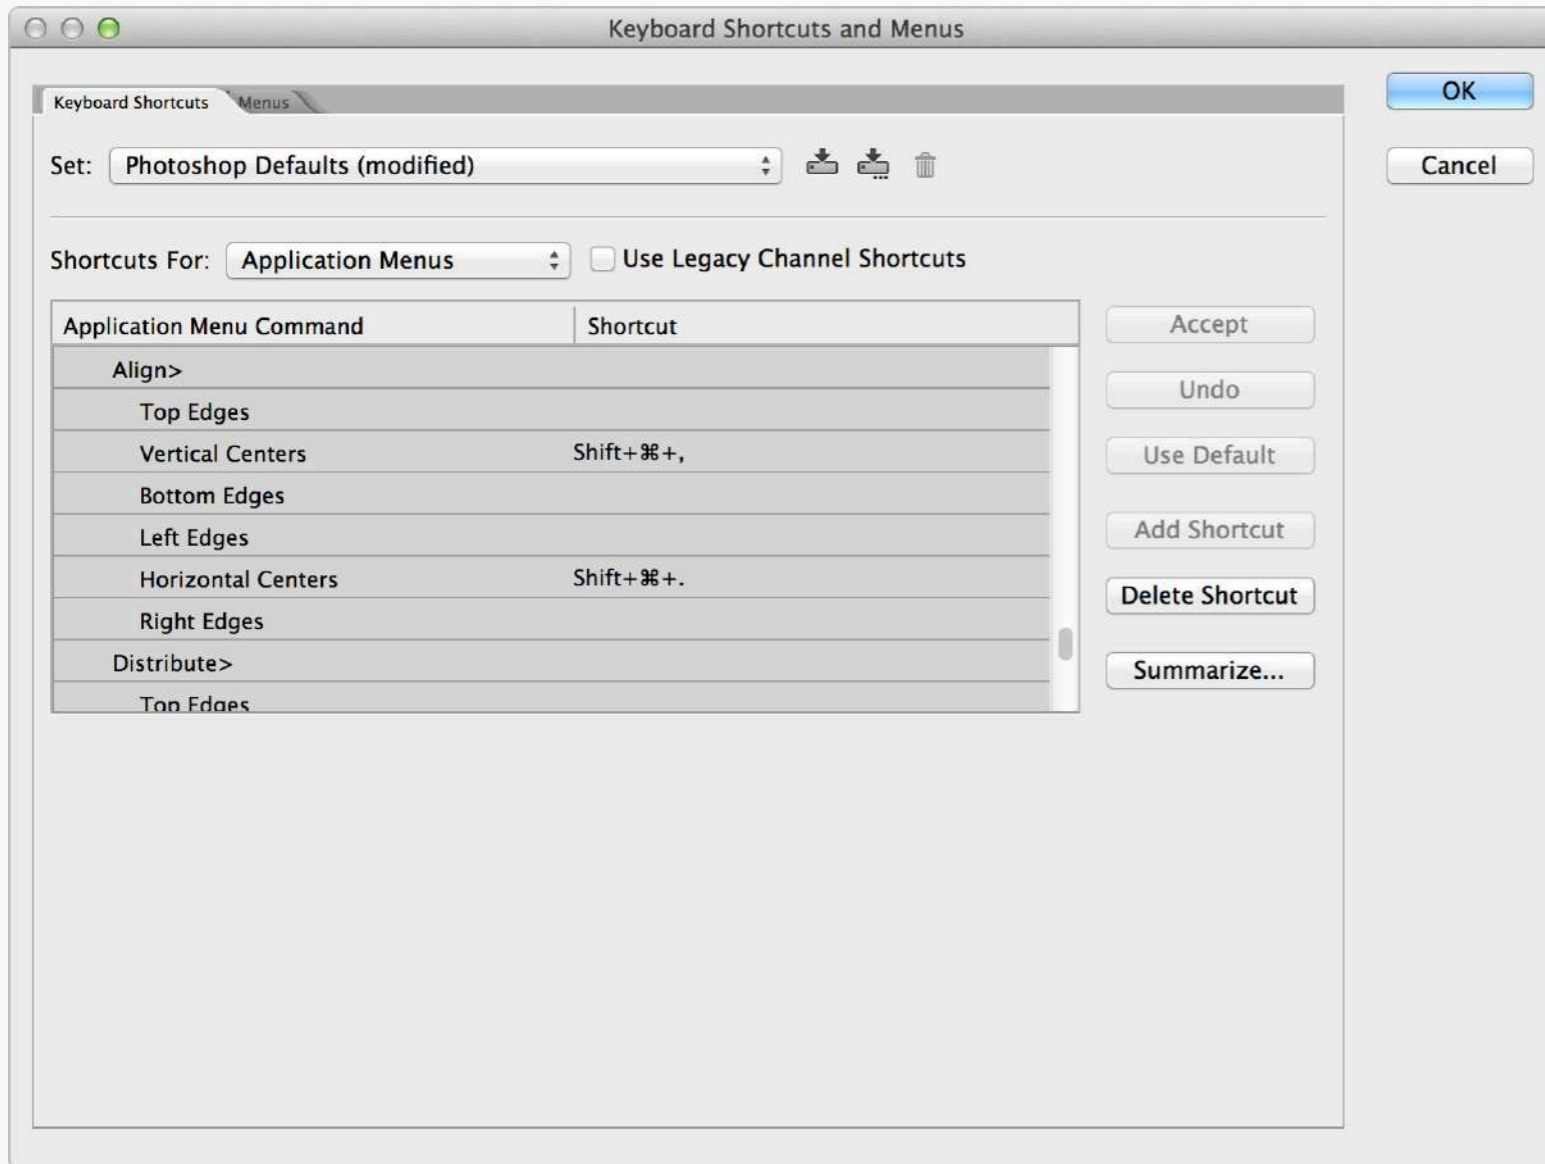 Keyboard Shortcuts and Menus
Keyboard Shortcuts Menus
OK
Set: Photoshop Defaults (modified)
Cancel
Shortcuts For: Application Menus Use Legacy Channel Shortcuts
Application Menu Command Shortcut
Accept
Align>
Undo
Top Edges
Vertical Centers Shift+⌘+,
Use Default
Bottom Edges
Left Edges
Add Shortcut
Horizontal Centers Shift+⌘+.
Delete Shortcut
Right Edges
Distribute>
Summarize...
Top Edges